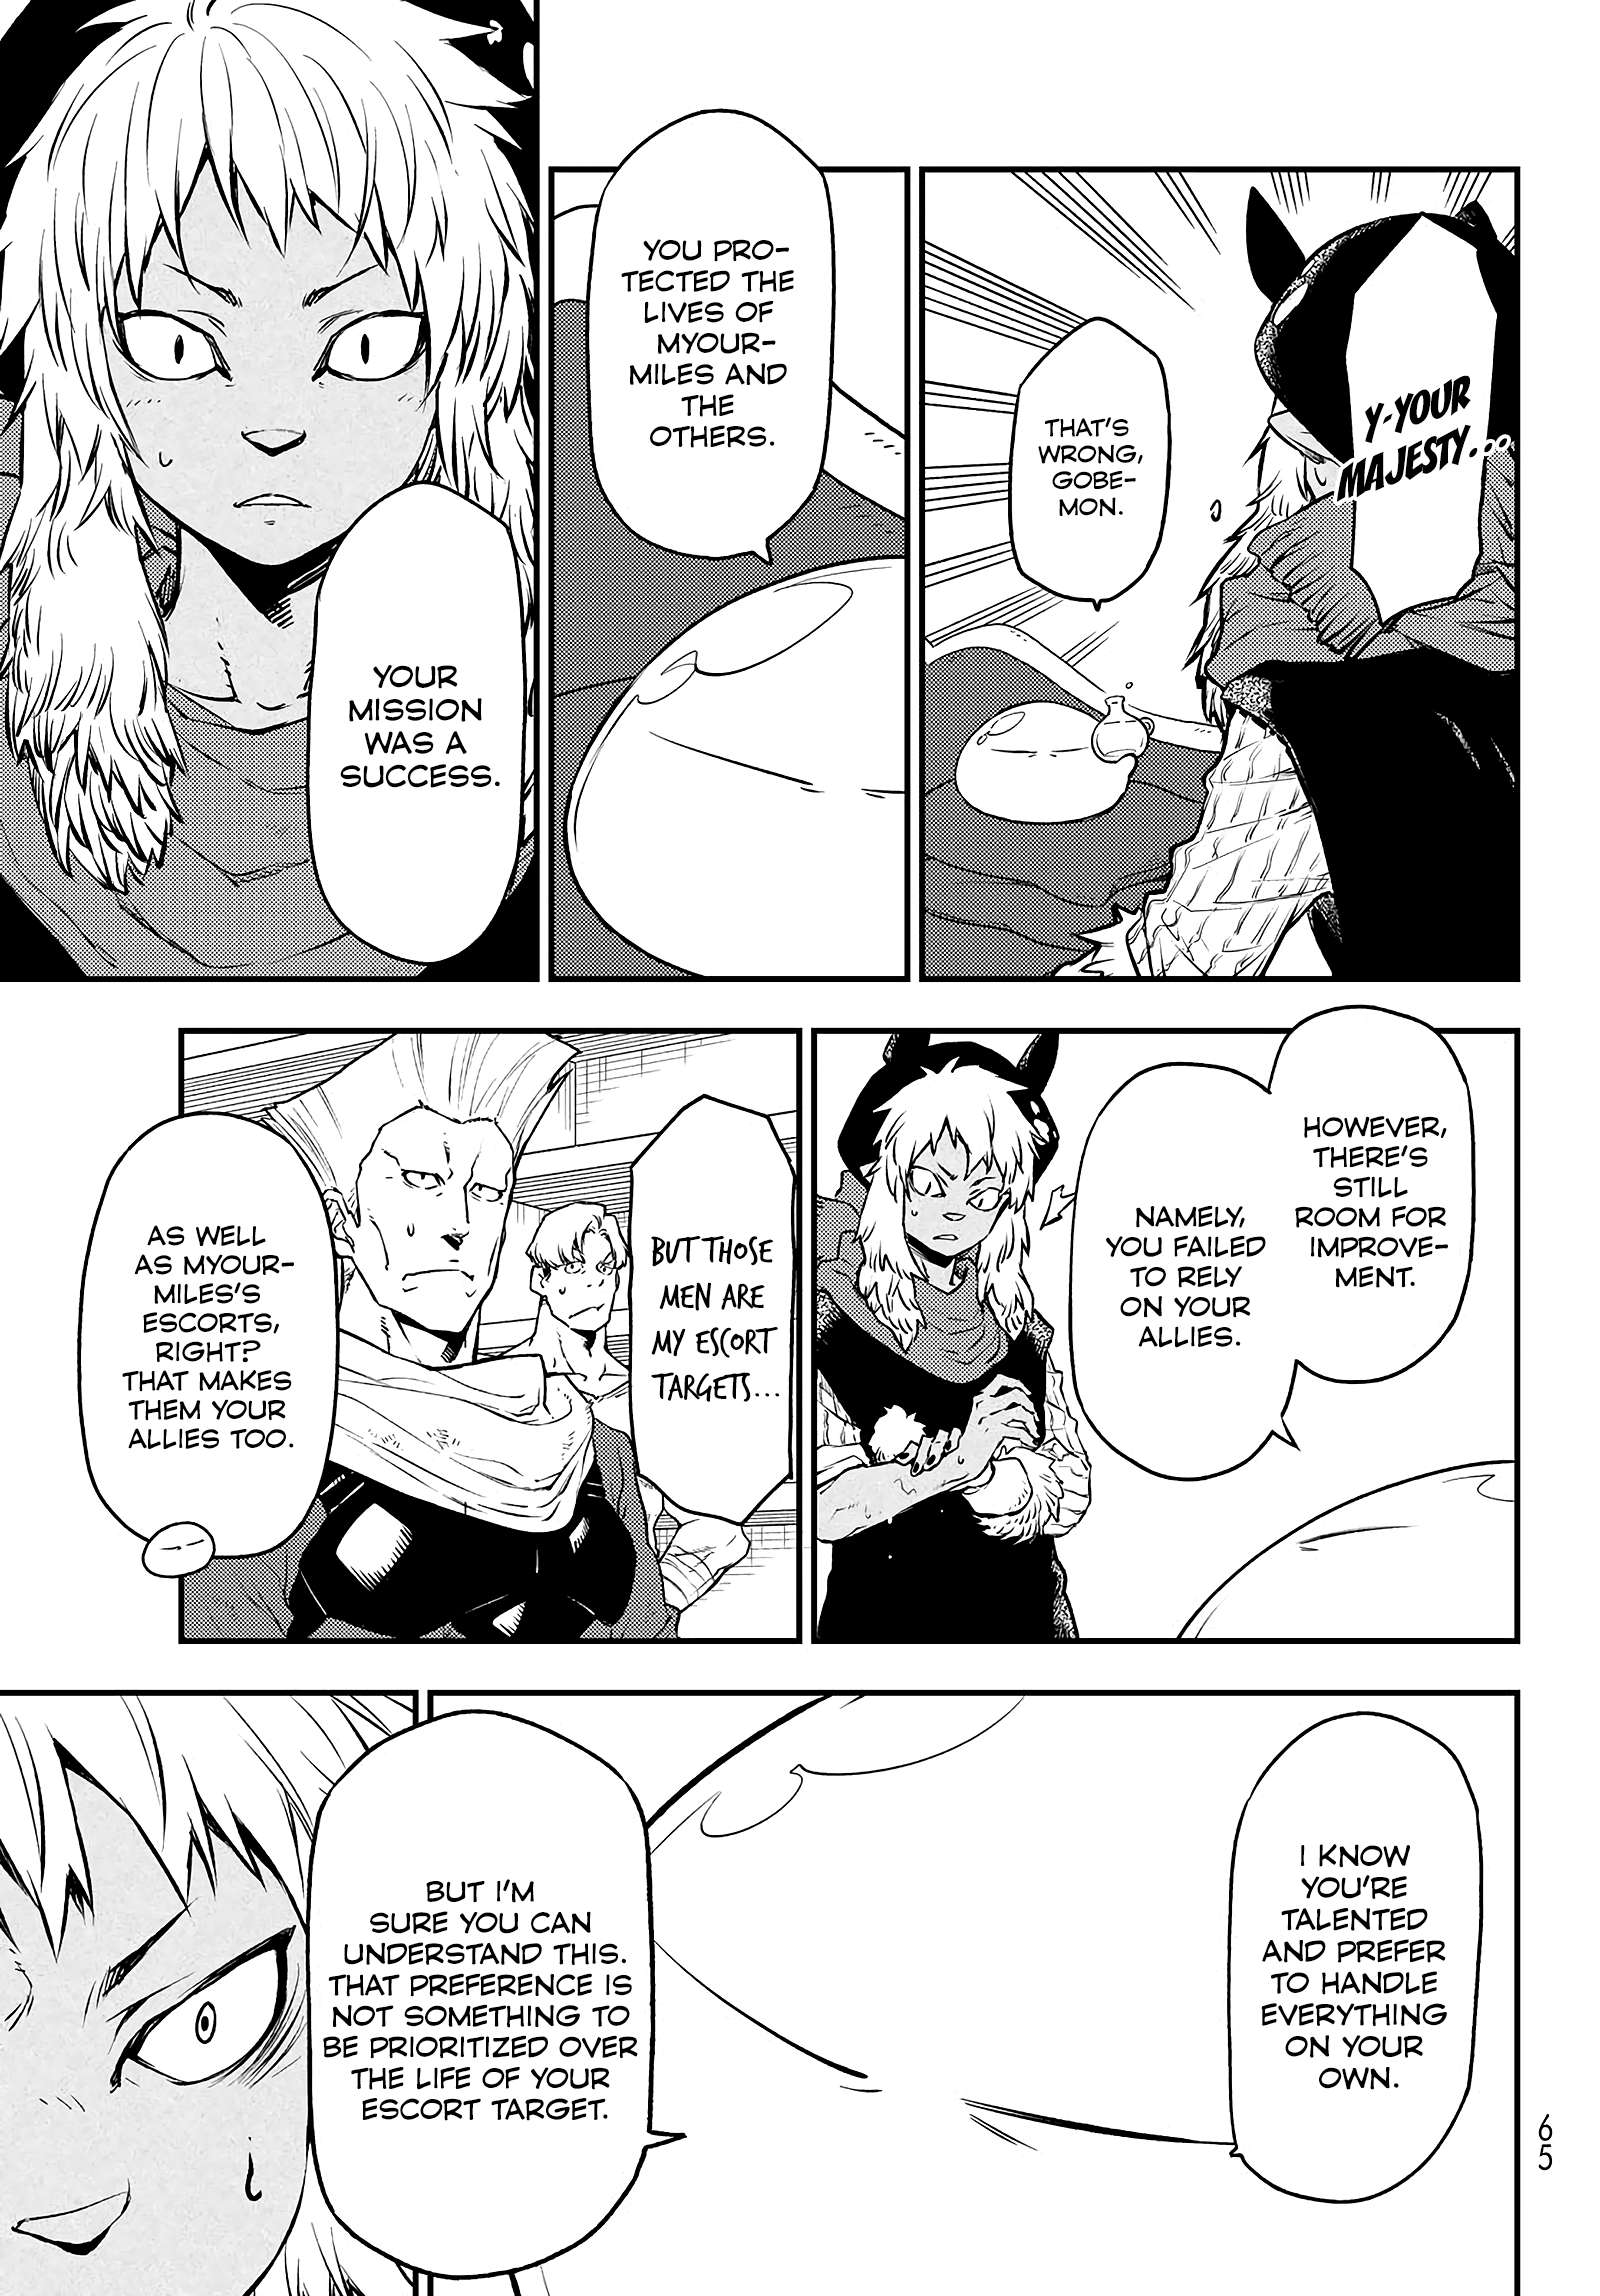 Y-YOUR
MAJESTY...
THAT'S
WRONG,
GOBE-
MON.
YOU PRO-
TECTED THE
LIVES OF
MYOUR-
MILES AND
THE
OTHERS.
YOUR
MISSION
WAS A
SUCCESS.
HOWEVER,
THERE'S
STILL
ROOM FOR
IMPROVE-
MENT.
NAMELY,
YOU FAILED
TO RELY
ON YOUR
ALLIES.
BUT THOSE
MEN ARE
MY ESCORT
TARGETS...
AS WELL
AS MYOUR-
MILES'S
ESCORTS,
RIGHT?
THAT MAKES
THEM YOUR
ALLIES TOO.
I KNOW
YOU'RE
TALENTED
AND PREFER
TO HANDLE
EVERYTHING
ON YOUR
OWN.
BUT I'M
SURE YOU CAN
UNDERSTAND THIS.
THAT PREFERENCE IS
NOT SOMETHING TO
BE PRIORITIZED OVER
THE LIFE OF YOUR
ESCORT TARGET.
65